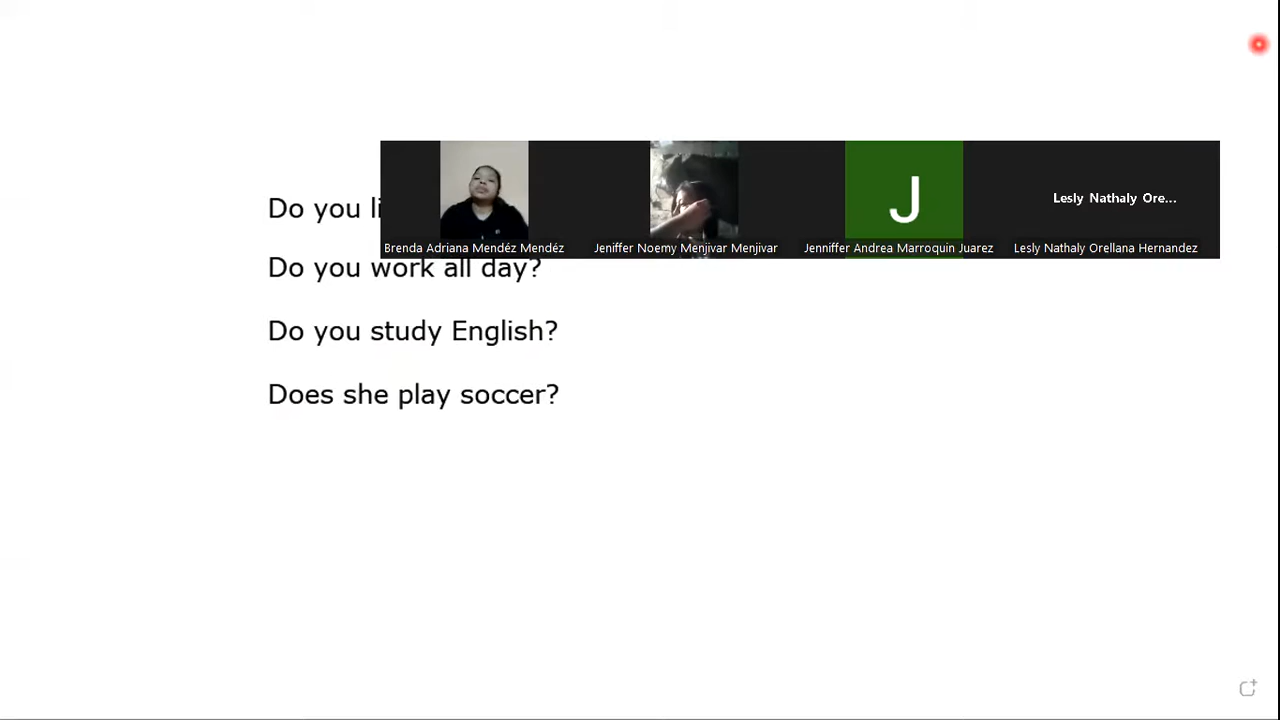 Do you
Lesly Nathaly Ore...
J
Brenda Adriana Mendéz Mendéz Jeniffer Noemy Menjivar Menjivar Jenniffer Andrea Marroquin Juarez Lesly Nathaly Orellana Hernandez
Do you work all day?
Do you study English?
Does she play soccer?